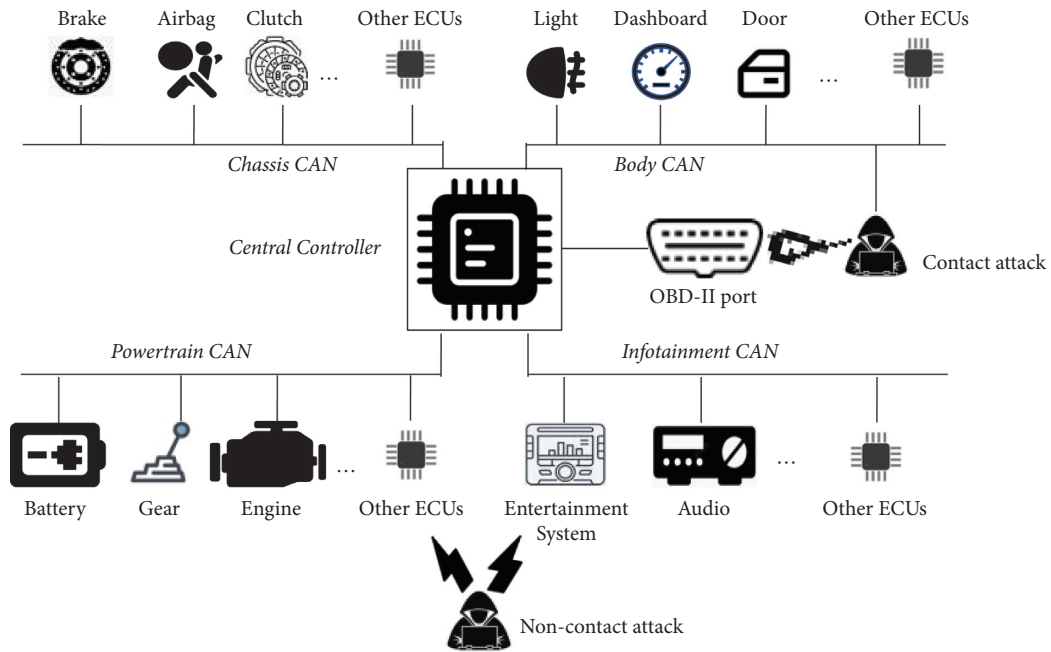 Brake
Airbag
Clutch
Other ECUs
Light
Dashboard
Door
Other ECUs
...
...
Chassis CAN
Body CAN
Central Controller
OBD-II port
Contact attack
Powertrain CAN
Infotainment CAN
...
...
Battery
Gear
Engine
Other ECUs
Entertainment
System
Audio
Other ECUs
Non-contact attack